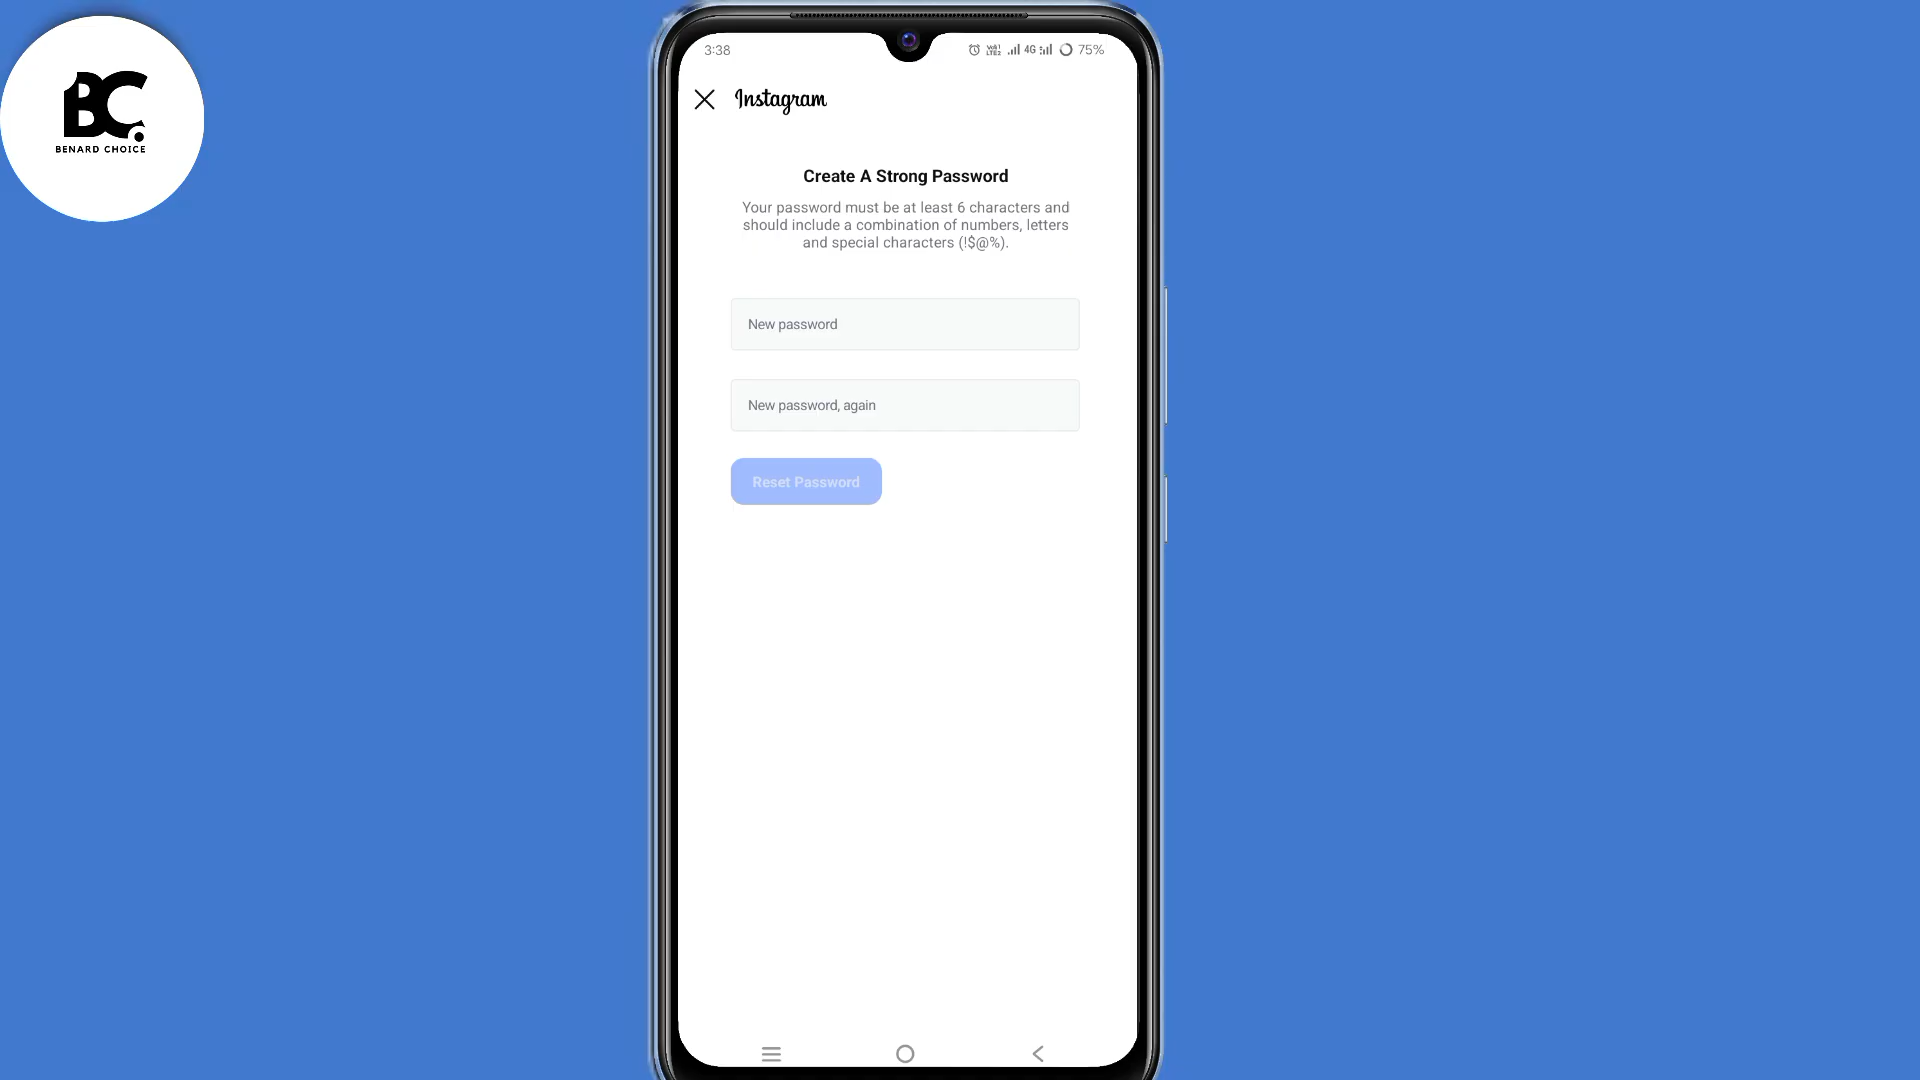 BC.
BENARD CHOICE
3:38
4G
75%
Instagram
Create A Strong Password
Your password must be at least 6 characters and
should include a combination of numbers, letters
and special characters (!$@%).
New password
New password, again
Reset Password